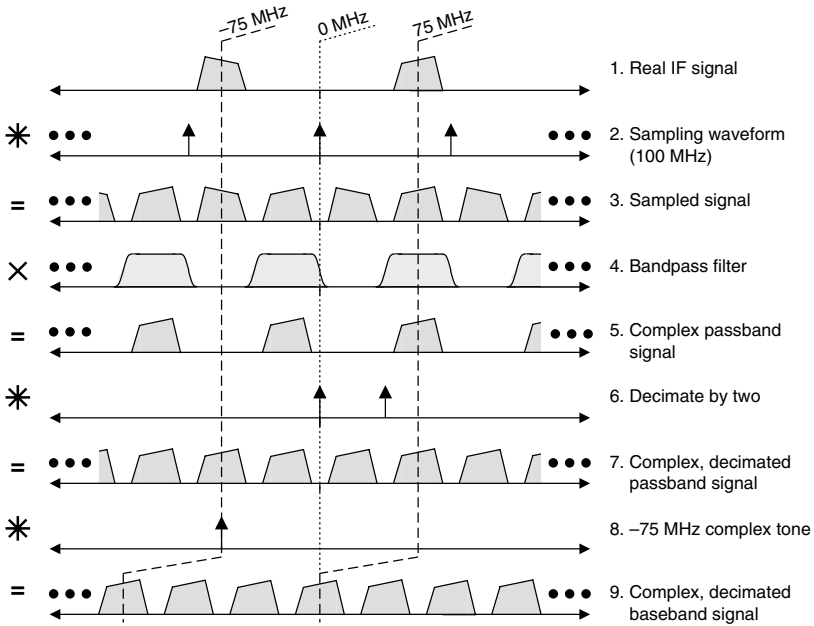 –75 MHz
0 MHz
75 MHz
1. Real IF signal
2. Sampling waveform
(100 MHz)
3. Sampled signal
4. Bandpass filter
5. Complex passband
signal
6. Decimate by two
7. Complex, decimated
passband signal
8. –75 MHz complex tone
9. Complex, decimated
baseband signal